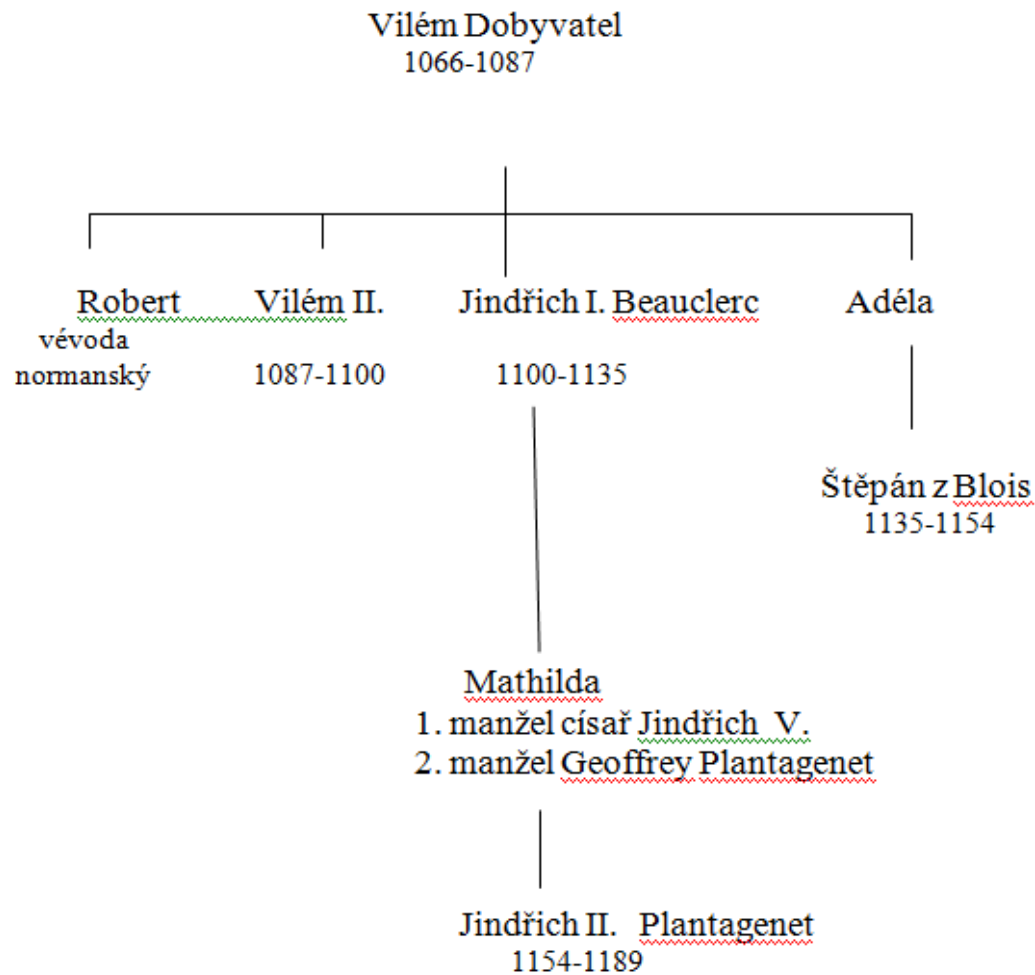 Vilém Dobyvatel
1066-1087
Robert Vilém II. Jindřich I. Beauclerc Adéla
vévoda
normanský 1087-1100 1100-1135
Štěpán z Blois
1135-1154
Mathilda
1. manžel císař Jindřich V.
2. manžel Geoffrey Plantagenet
Jindřich II. Plantagenet
1154-1189